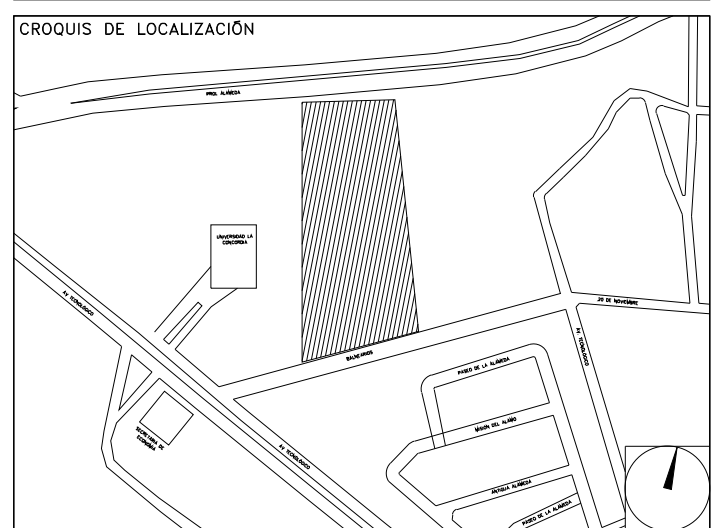 CROQUIS DE LOCALIZACIÓN
PROL ALAMEDA
UNIVERSIDAD LA
CONCORDIA
AV TECNOLOGICO
20 DE NOVIEMBRE
BALNEARIOS
AV TECNOLOGICO
PASEO DE LA ALAMEDA
MISION DEL ALAMO
SECRETARIA DE
ECONOMIA
AV TECNOLOGICO
ANTIGUA ALAMEDA
PASEO DE LA ALAMEDA